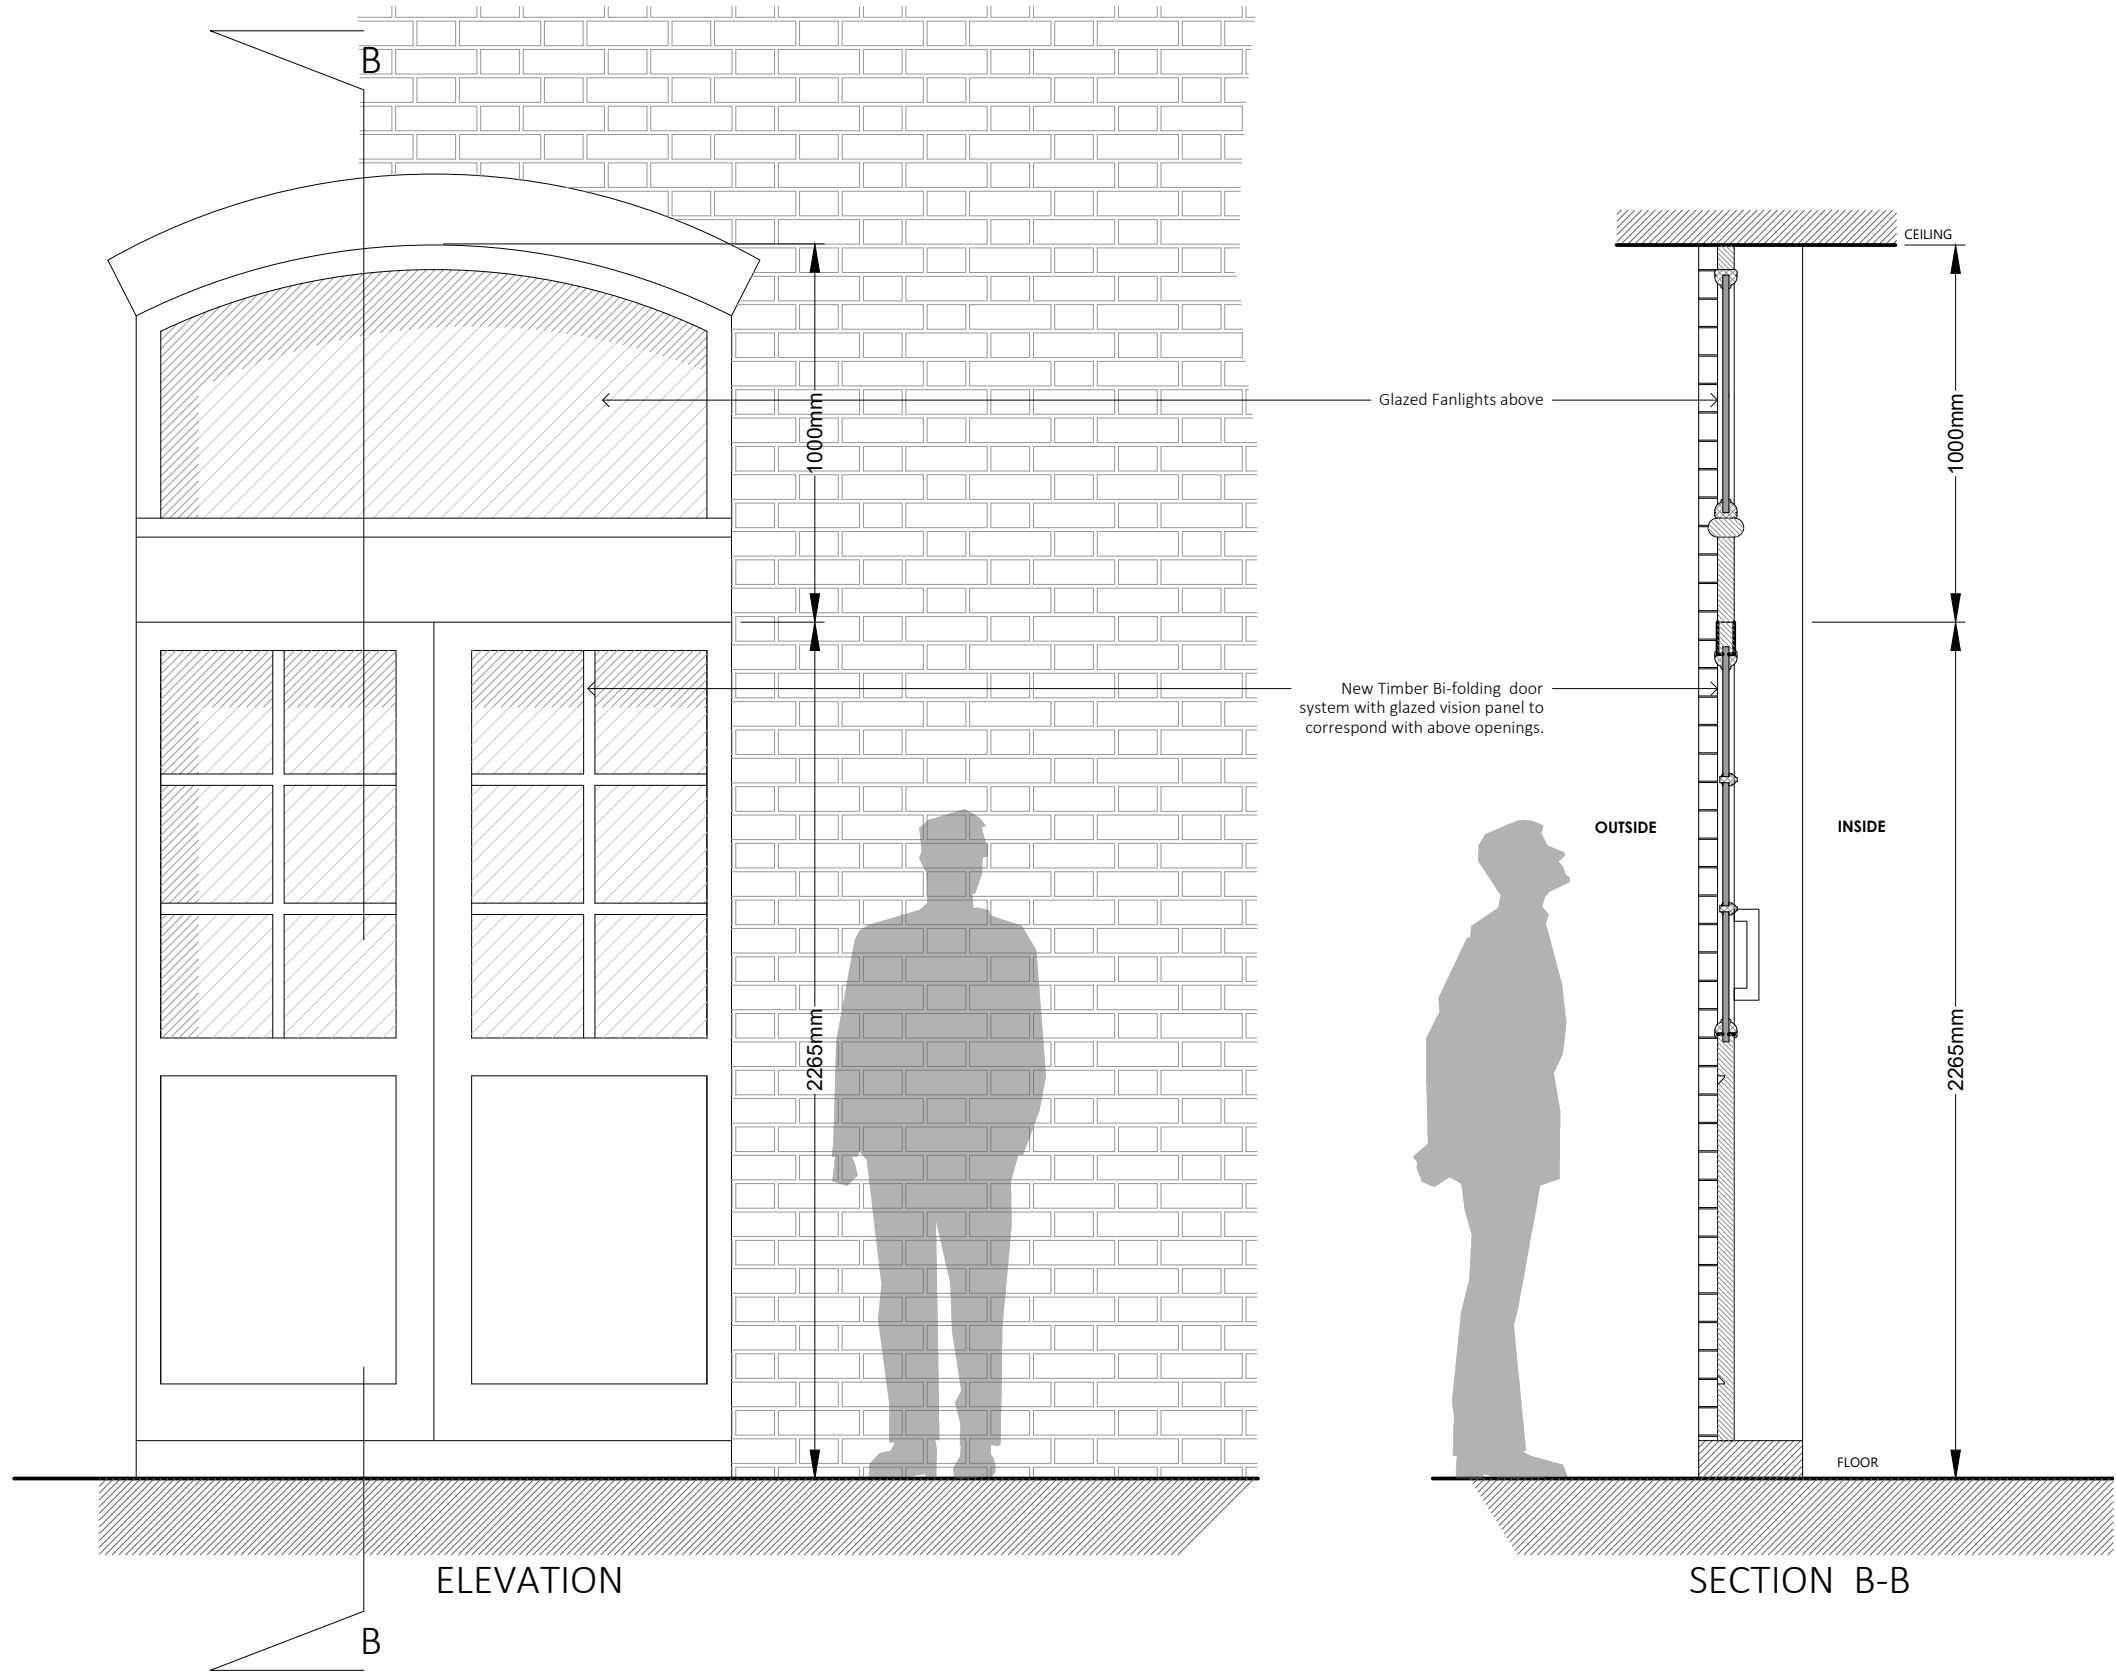 B
CEILING
Glazed Fanlights above
1000mm
1000mm
New Timber Bi-folding door
system with glazed vision panel to
correspond with above openings.
OUTSIDE
INSIDE
2265mm
2265mm
FLOOR
ELEVATION
SECTION B-B
B